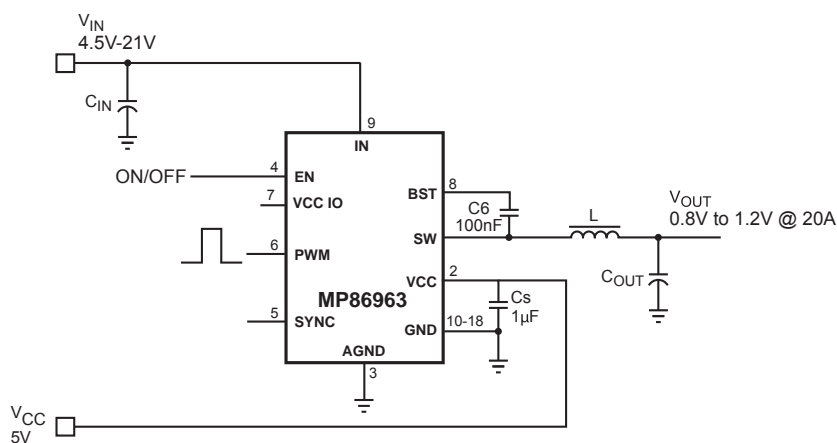 VIN
4.5V-21V
CIN
9
IN
ON/OFF
4
EN
7
VCC IO
BST
8
C6
100nF
L
VOUT
0.8V to 1.2V @ 20A
SW
6
PWM
VCC
2
COUT
MP86963
Cs
1µF
5
SYNC
GND
10-18
AGND
3
VCC
5V